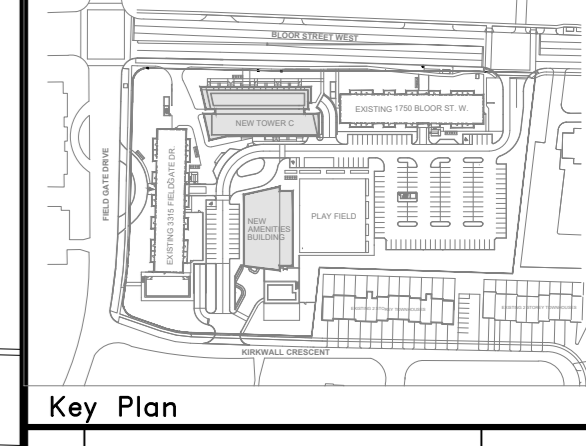 BLOOR STREET WEST
EXISTING 1750 BLOOR ST. W.
NEW TOWER C
FIELD GATE DRIVE
EXISTING 3315 FIELDGATE DR.
NEW
AMENITIES
BUILDING
PLAY FIELD
KIRKWALL CRESCENT
Key Plan